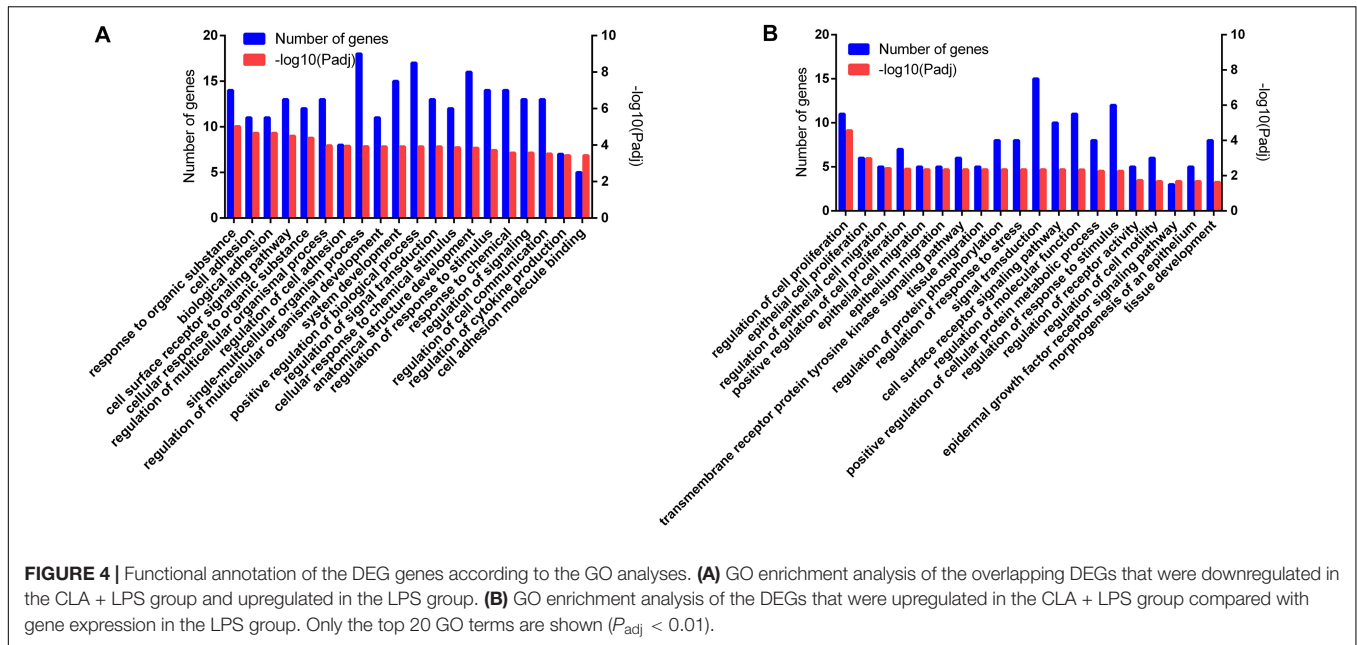 A
Number of genes
-log10(Padj)
20
15
10
5
0
Number of genes
10
8
6
4
2
0
-log10(Padj)
response to organic substance
cell adhesion
biological adhesion
cell surface receptor signaling pathway
cellular response to organic substance
regulation of multicellular organismal process
regulation of cell adhesion
single-multicellular organism process
regulation of multicellular organismal development
system development
positive regulation of biological process
regulation of signal transduction
cellular response to chemical stimulus
anatomical structure development
regulation of response to stimulus
response to chemical
regulation of signaling
regulation of cell communication
regulation of cytokine production
cell adhesion molecule binding
B
Number of genes
-log10(Padj)
20
15
10
5
0
Number of genes
10
8
6
4
2
0
-log10(Padj)
regulation of cell proliferation
epithelial cell proliferation
epithelial cell migration
regulation of epithelial cell proliferation
positive regulation of epithelial cell migration
epithelium migration
transmembrane receptor protein tyrosine kinase signaling pathway
tissue migration
regulation of protein phosphorylation
regulation of response to stress
signal transduction
cell surface receptor signaling pathway
regulation of molecular function
positive regulation of cellular protein metabolic process
regulation of response to stimulus
regulation of receptor activity
regulation of cell motility
epidermal growth factor receptor signaling pathway
morphogenesis of an epithelium
tissue development
FIGURE 4 | Functional annotation of the DEG genes according to the GO analyses. (A) GO enrichment analysis of the overlapping DEGs that were downregulated in
the CLA + LPS group and upregulated in the LPS group. (B) GO enrichment analysis of the DEGs that were upregulated in the CLA + LPS group compared with
gene expression in the LPS group. Only the top 20 GO terms are shown (Padj < 0.01).